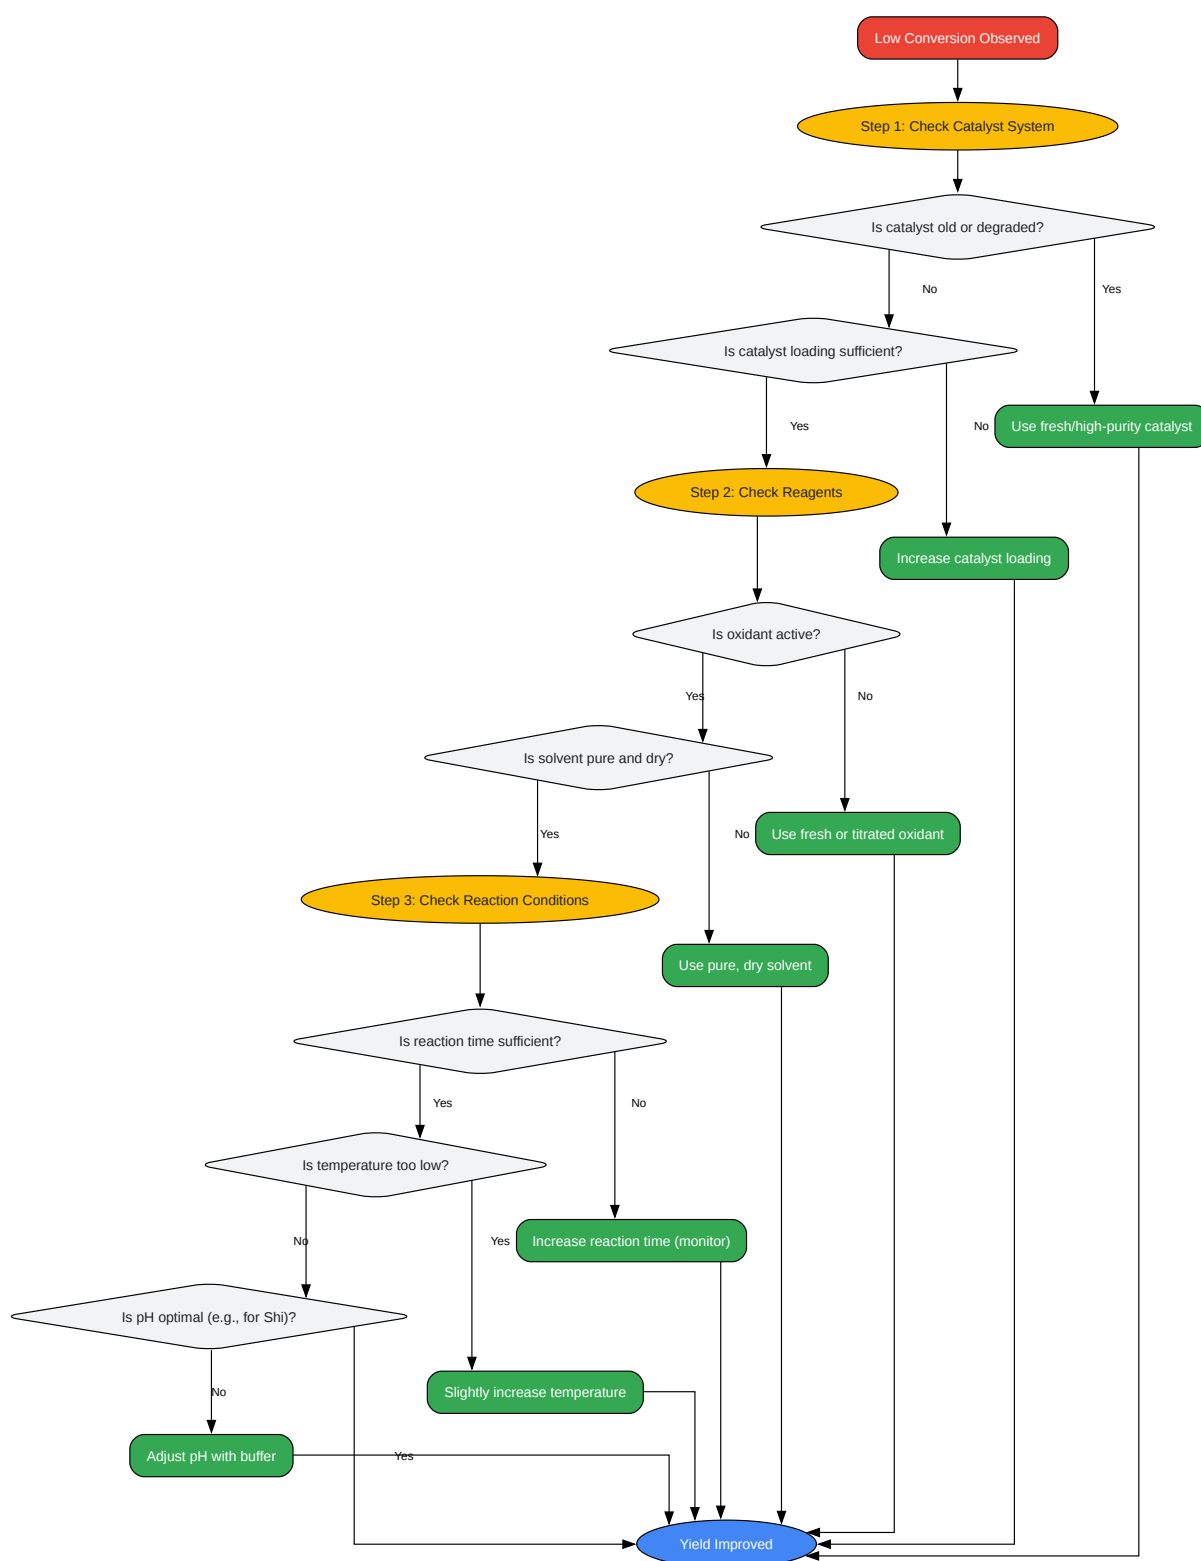 Low Conversion Observed
Step 1: Check Catalyst System
Is catalyst old or degraded?
No
Yes
Is catalyst loading sufficient?
Yes
No
Use fresh/high-purity catalyst
Step 2: Check Reagents
Increase catalyst loading
Is oxidant active?
Yes
No
Is solvent pure and dry?
Yes
No
Use fresh or titrated oxidant
Step 3: Check Reaction Conditions
Use pure, dry solvent
Is reaction time sufficient?
Yes
No
Is temperature too low?
No
Yes
Increase reaction time (monitor)
Is pH optimal (e.g., for Shi)?
No
Slightly increase temperature
Adjust pH with buffer
Yes
Yield Improved